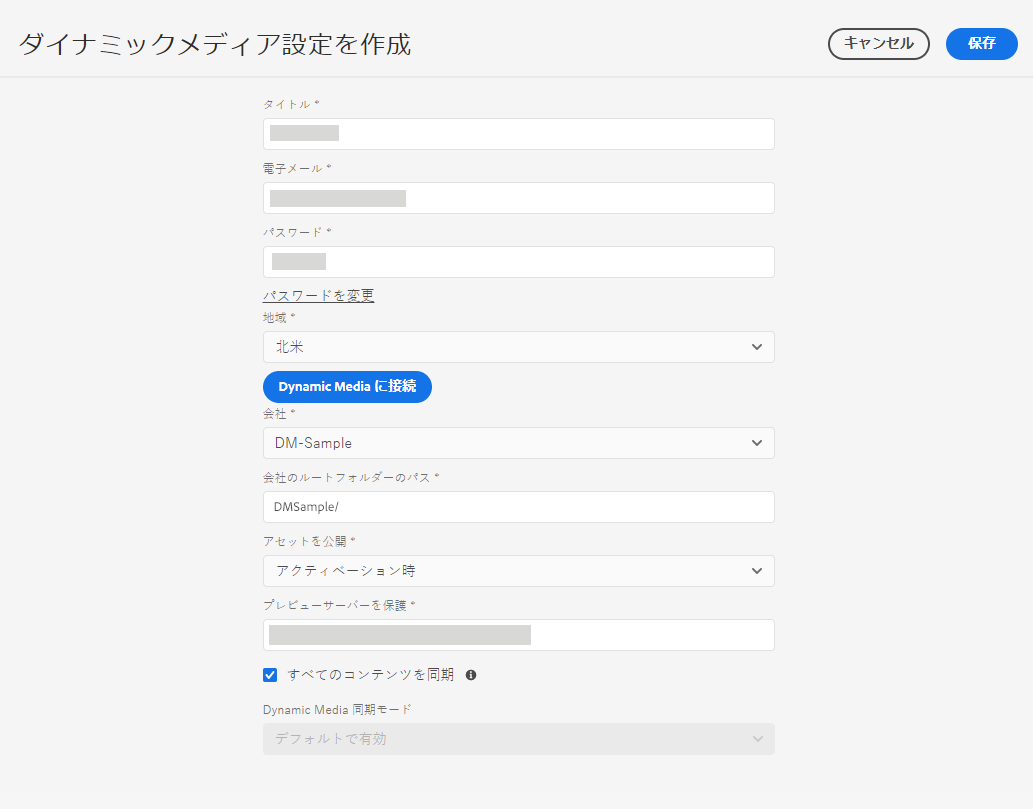 ダイナミックメディア設定を作成
キャンセル
保存
タイトル *
電子メール *
パスワード *
パスワードを変更
地域 *
北米
Dynamic Media に接続
会社 *
DM-Sample
会社のルートフォルダーのパス *
DMSample/
アセットを公開 *
アクティベーション時
プレビューサーバーを保護 *
すべてのコンテンツを同期
Dynamic Media 同期モード
デフォルトで有効